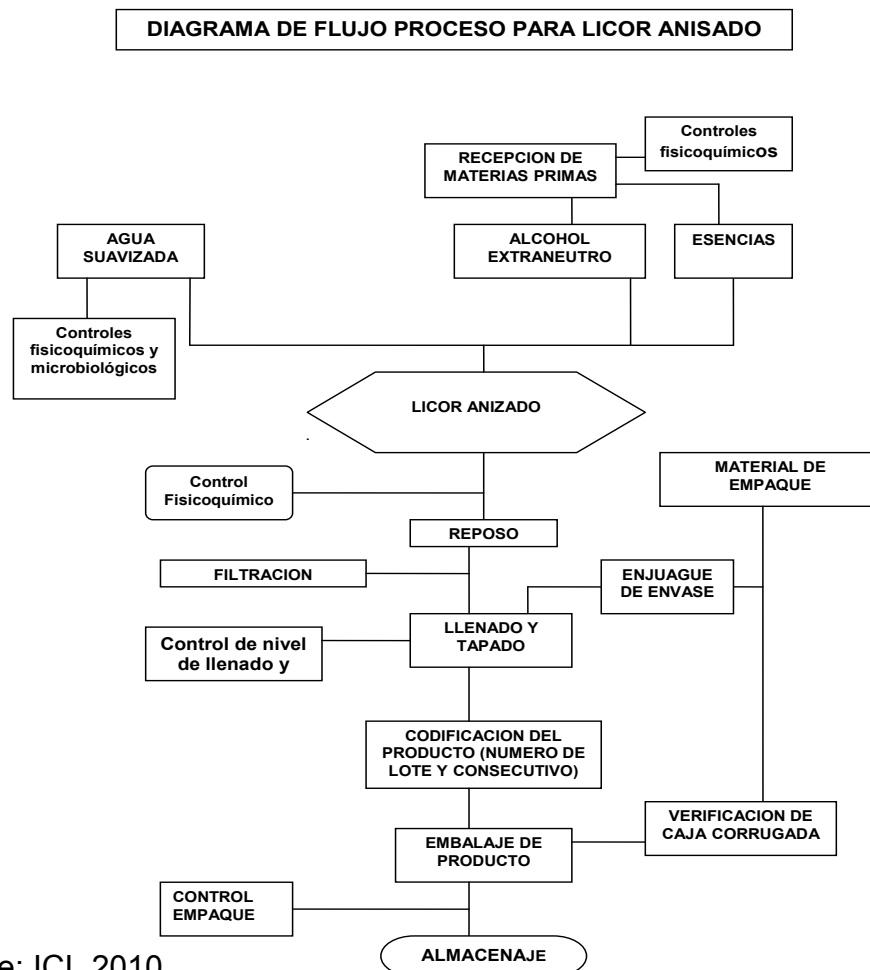 DIAGRAMA DE FLUJO PROCESO PARA LICOR ANISADO
Controles
fisicoquímicos
RECEPCION DE
MATERIAS PRIMAS
AGUA
SUAVIZADA
ALCOHOL
EXTRANEUTRO
ESENCIAS
Controles
fisicoquímicos y
microbiológicos
LICOR ANIZADO
MATERIAL DE
EMPAQUE
Control
Fisicoquímico
REPOSO
FILTRACION
ENJUAGUE
DE ENVASE
LLENADO Y
TAPADO
Control de nivel
de llenado y
CODIFICACION DEL
PRODUCTO (NUMERO DE
LOTE Y CONSECUTIVO)
VERIFICACION DE
CAJA CORRUGADA
EMBALAJE DE
PRODUCTO
CONTROL
EMPAQUE
ALMACENAJE
e: ICL 2010